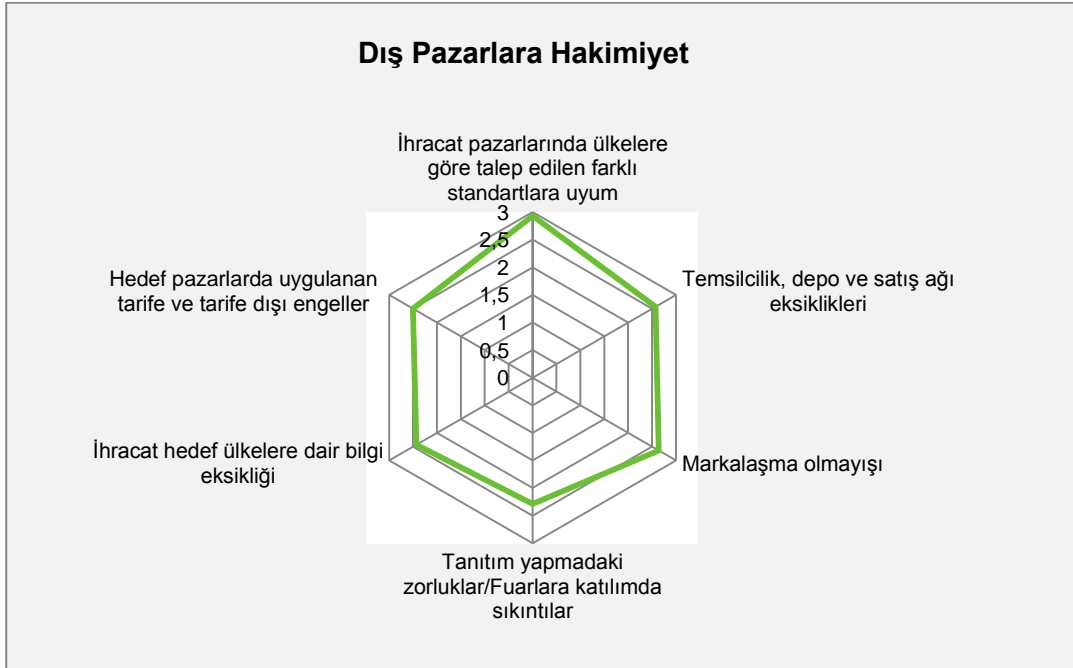 Dış Pazarlara Hakimiyet
İhracat pazarlarında ülkelere
göre talep edilen farklı
standartlara uyum
3
2,5
2
1,5
1
0,5
0
Temsilcilik, depo ve satış ağı
eksiklikleri
Markalaşma olmayışı
Tanıtım yapmadaki
zorluklar/Fuarlara katılımda
sıkıntılar
İhracat hedef ülkelere dair bilgi
eksikliği
Hedef pazarlarda uygulanan
tarife ve tarife dışı engeller